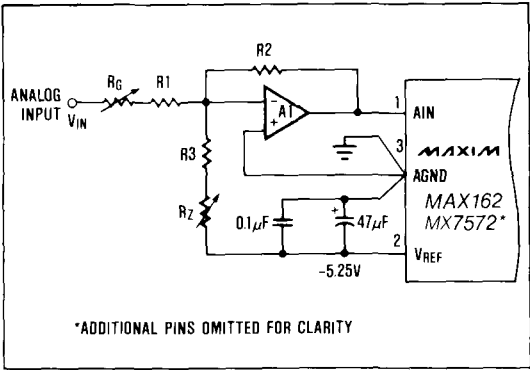 R2
ANALOG
INPUT
VIN
RG
R1
−
A1
+
1
AIN
3
MAXIM
AGND
MAX162
MX7572*
R3
RZ
0.1µF
+
47µF
2
VREF
−5.25V
*ADDITIONAL PINS OMITTED FOR CLARITY